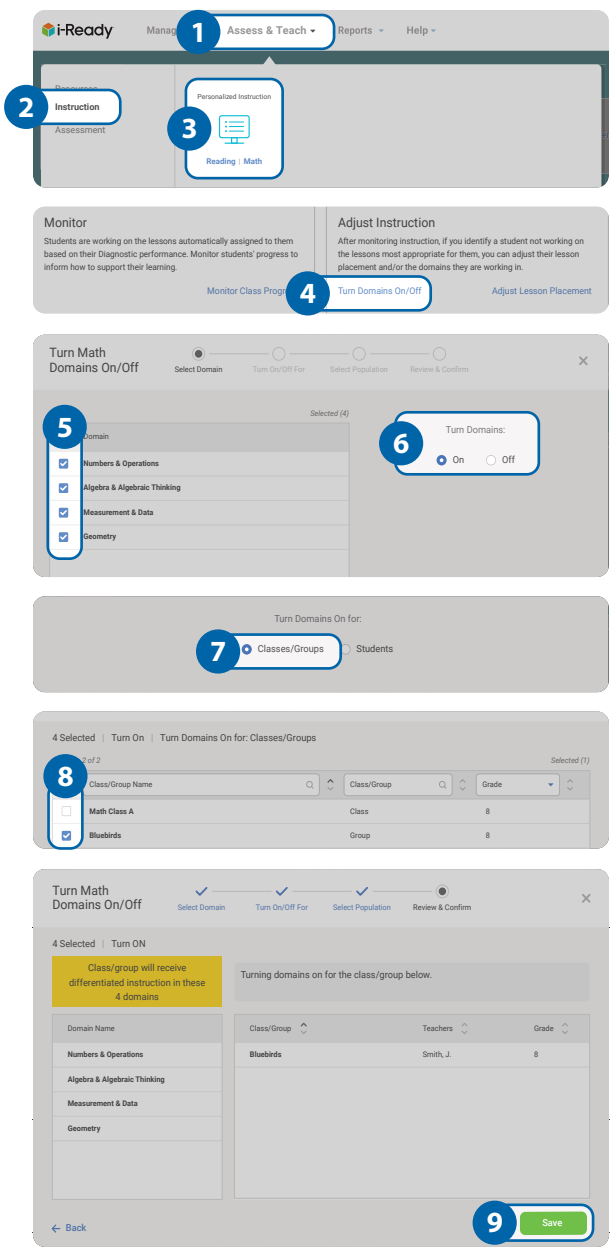 i-Ready
Manag
1
Assess & Teach
Reports
Help
Resources
2
Instruction
Assessment
Personalized Instruction
3
Reading | Math
Monitor
Students are working on the lessons automatically assigned to them
based on their Diagnostic performance. Monitor students' progress to
inform how to support their learning.
Monitor Class Progre
Adjust Instruction
After monitoring instruction, if you identify a student not working on
the lessons most appropriate for them, you can adjust their lesson
placement and/or the domains they are working in.
4
Turn Domains On/Off
Adjust Lesson Placement
Turn Math
Domains On/Off
Select Domain
Turn On/Off For
Select Population
Review & Confirm
×
Selected (4)
5
Domain
Numbers & Operations
Algebra & Algebraic Thinking
Measurement & Data
Geometry
6
Turn Domains:
On
Off
Turn Domains On for:
7
Classes/Groups
Students
4 Selected | Turn On | Turn Domains On for: Classes/Groups
2 of 2
Selected (1)
8
Class/Group Name
Class/Group
Grade
Math Class A
Class
8
Bluebirds
Group
8
Turn Math
Domains On/Off
Select Domain
Turn On/Off For
Select Population
Review & Confirm
×
4 Selected | Turn ON
Class/group will receive
differentiated instruction in these
4 domains
Turning domains on for the class/group below.
Domain Name
Numbers & Operations
Algebra & Algebraic Thinking
Measurement & Data
Geometry
Class/Group
Teachers
Grade
Bluebirds
Smith, J.
8
← Back
9
Save